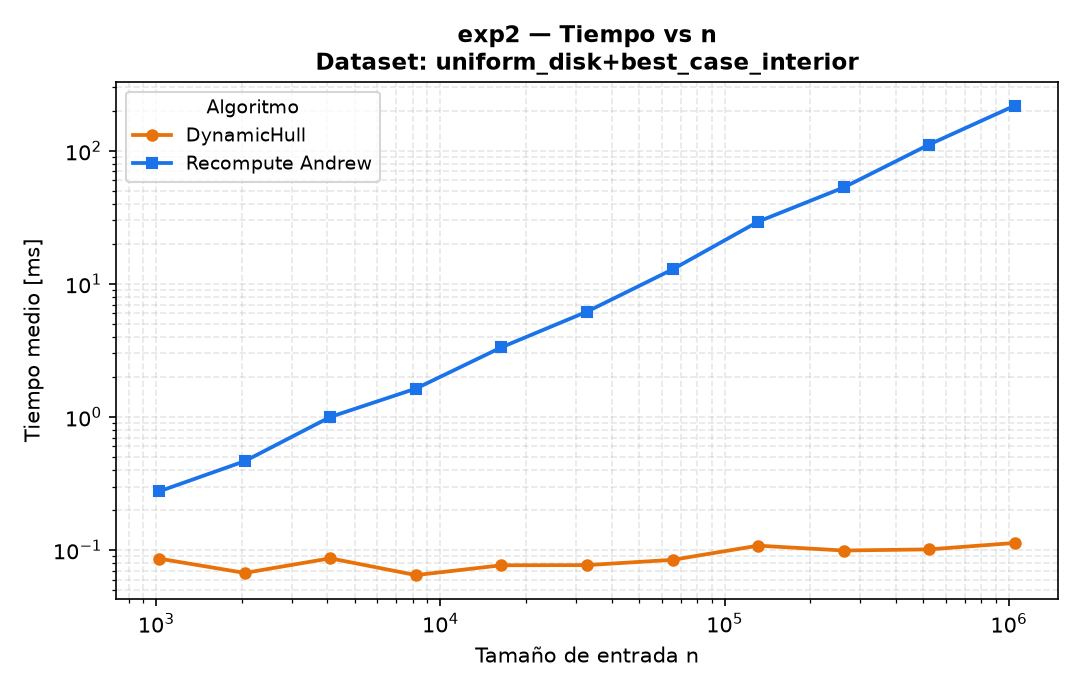 exp2 — Tiempo vs n
Dataset: uniform_disk+best_case_interior
Algoritmo
DynamicHull
Recompute Andrew
Tiempo medio [ms]
10²
10¹
10⁰
10⁻¹
10³
10⁴
10⁵
10⁶
Tamaño de entrada n